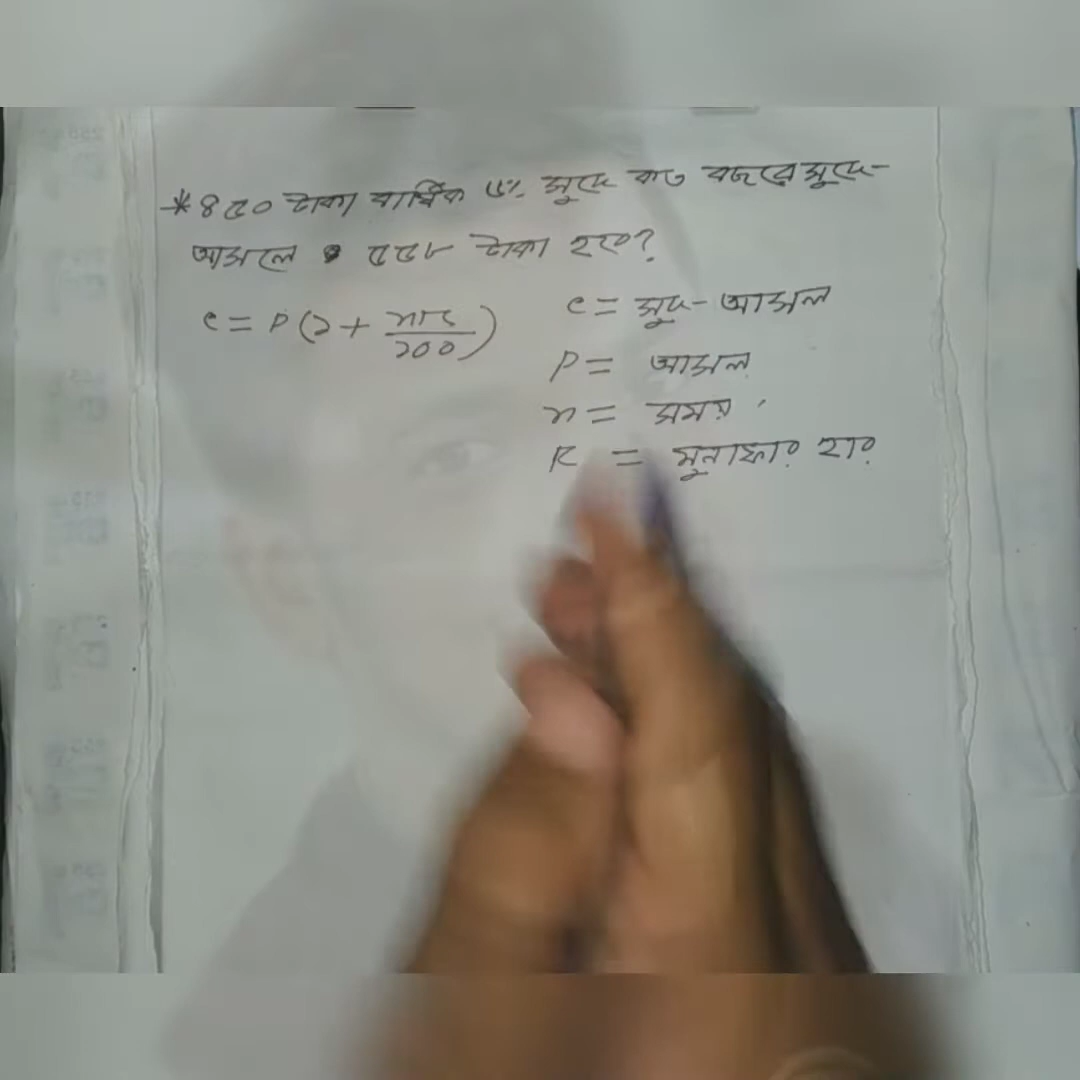 * ৪৫০ টাকা বার্ষিক ৬% সুদে কত বছরে সুদে-
আসলে ৫৫৮ টাকা হবে?
c = P(১ + nr/১০০)
c = সুদ-আসল
P = আসল
n = সময়
R = মুনাফার হার